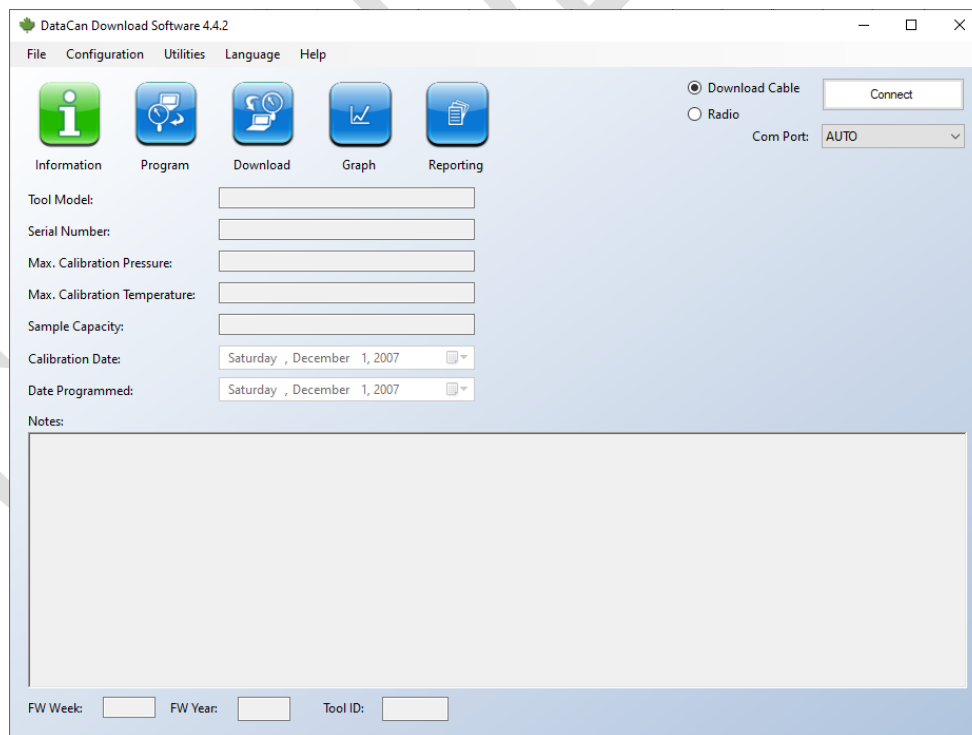 DataCan Download Software 4.4.2
File Configuration Utilities Language Help
Download Cable
Connect
Radio
Com Port: AUTO
Information Program Download Graph Reporting
Tool Model:
Serial Number:
Max. Calibration Pressure:
Max. Calibration Temperature:
Sample Capacity:
Calibration Date: Saturday , December 1, 2007
Date Programmed: Saturday , December 1, 2007
Notes:
FW Week: FW Year: Tool ID: